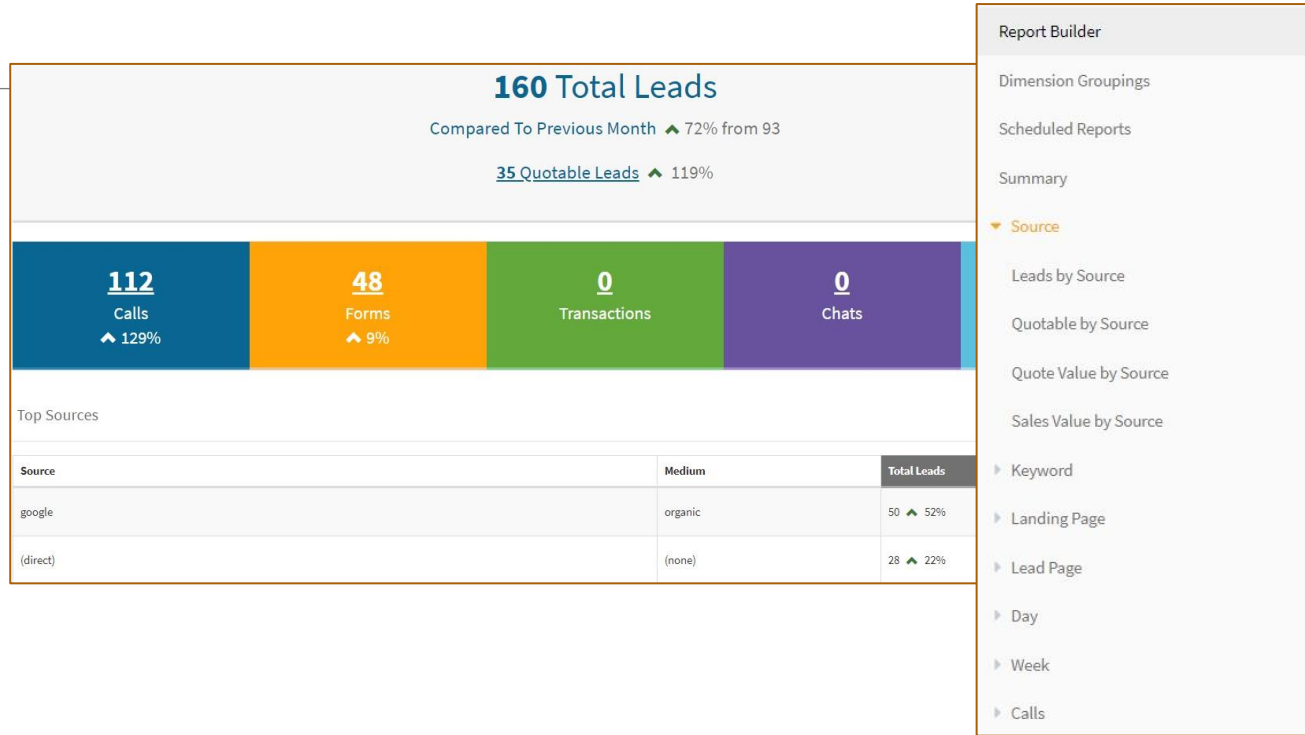 160 Total Leads
Compared To Previous Month 72% from 93
35 Quotable Leads 119%
112
Calls
129%
48
Forms
9%
0
Transactions
0
Chats
Top Sources
Source Medium Total Leads
google organic 50 52%
(direct) (none) 28 22%
Report Builder
Dimension Groupings
Scheduled Reports
Summary
Source
Leads by Source
Quotable by Source
Quote Value by Source
Sales Value by Source
Keyword
Landing Page
Lead Page
Day
Week
Calls